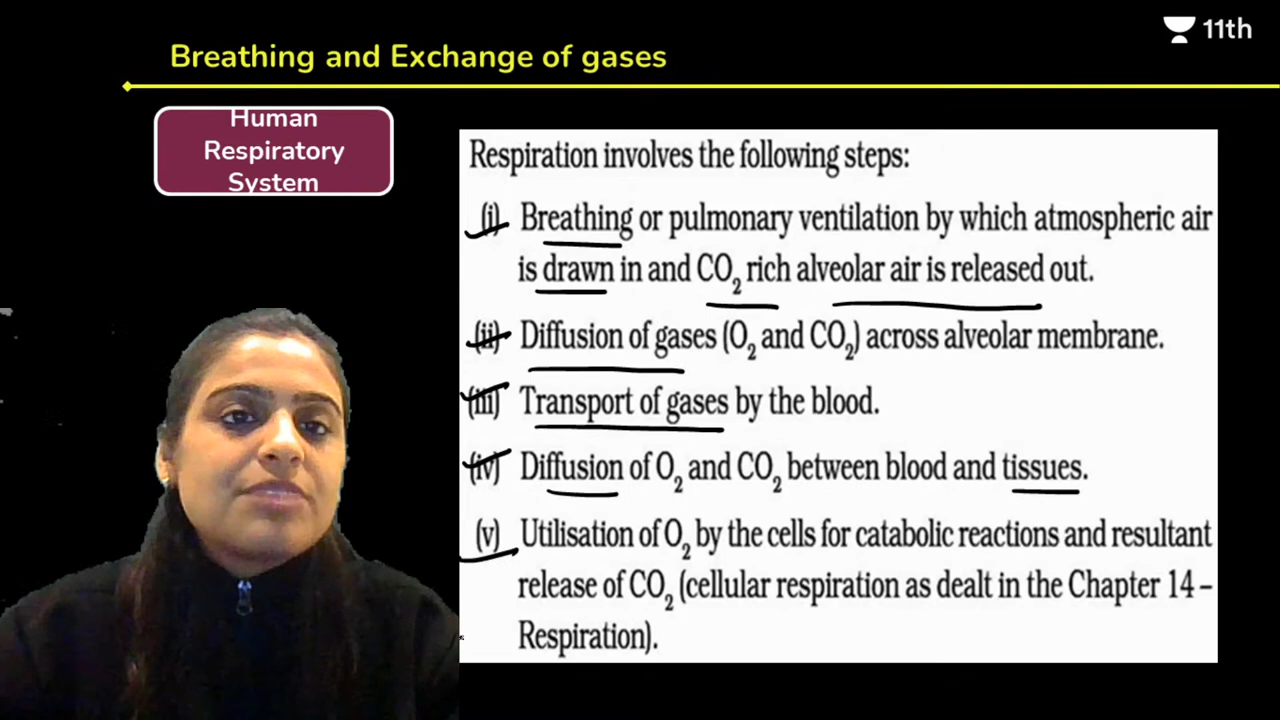 11th
Breathing and Exchange of gases
Human
Respiratory
System
Respiration involves the following steps:
(i) Breathing or pulmonary ventilation by which atmospheric air
is drawn in and CO₂ rich alveolar air is released out.
(ii) Diffusion of gases (O₂ and CO₂) across alveolar membrane.
(iii) Transport of gases by the blood.
(iv) Diffusion of O₂ and CO₂ between blood and tissues.
(v) Utilisation of O₂ by the cells for catabolic reactions and resultant
release of CO₂ (cellular respiration as dealt in the Chapter 14 –
Respiration).